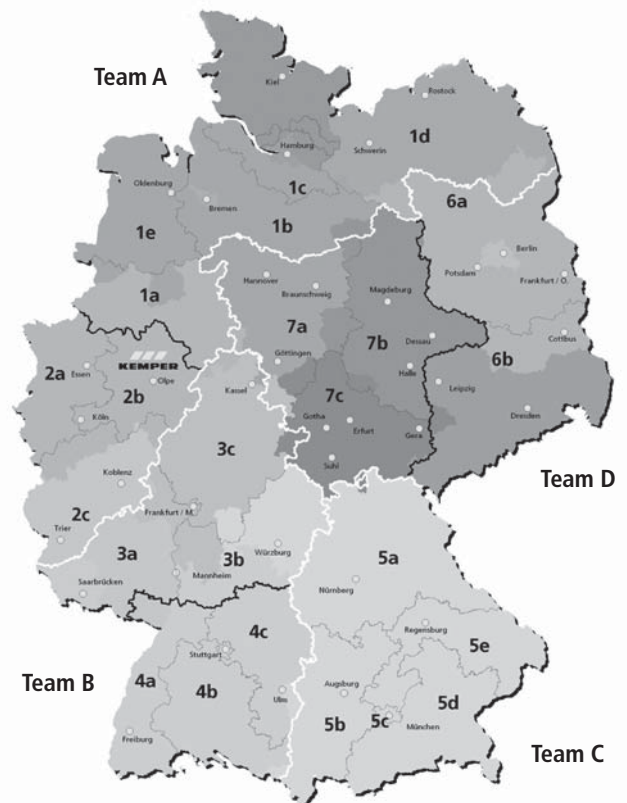 Team A
Kiel
Rostock
1d
Hamburg
Schwerin
1c
Oldenburg
Bremen
1b
6a
1e
Berlin
Potsdam
Hannover
Frankfurt / O.
1a
Braunschweig
Magdeburg
7a
7b
Dessau
Cottbus
KEMPER
6b
2a
Göttingen
Essen
Halle
Olpe
Leipzig
2b
Kassel
7c
Dresden
Köln
Gotha
Erfurt
Gera
3c
Suhl
Koblenz
Team D
2c
Frankfurt / M.
Trier
3a
Würzburg
5a
3b
Saarbrücken
Mannheim
Nürnberg
4c
Regensburg
Stuttgart
5e
Team B
4a
4b
Ulm
Augsburg
5d
5b
5c
München
Freiburg
Team C